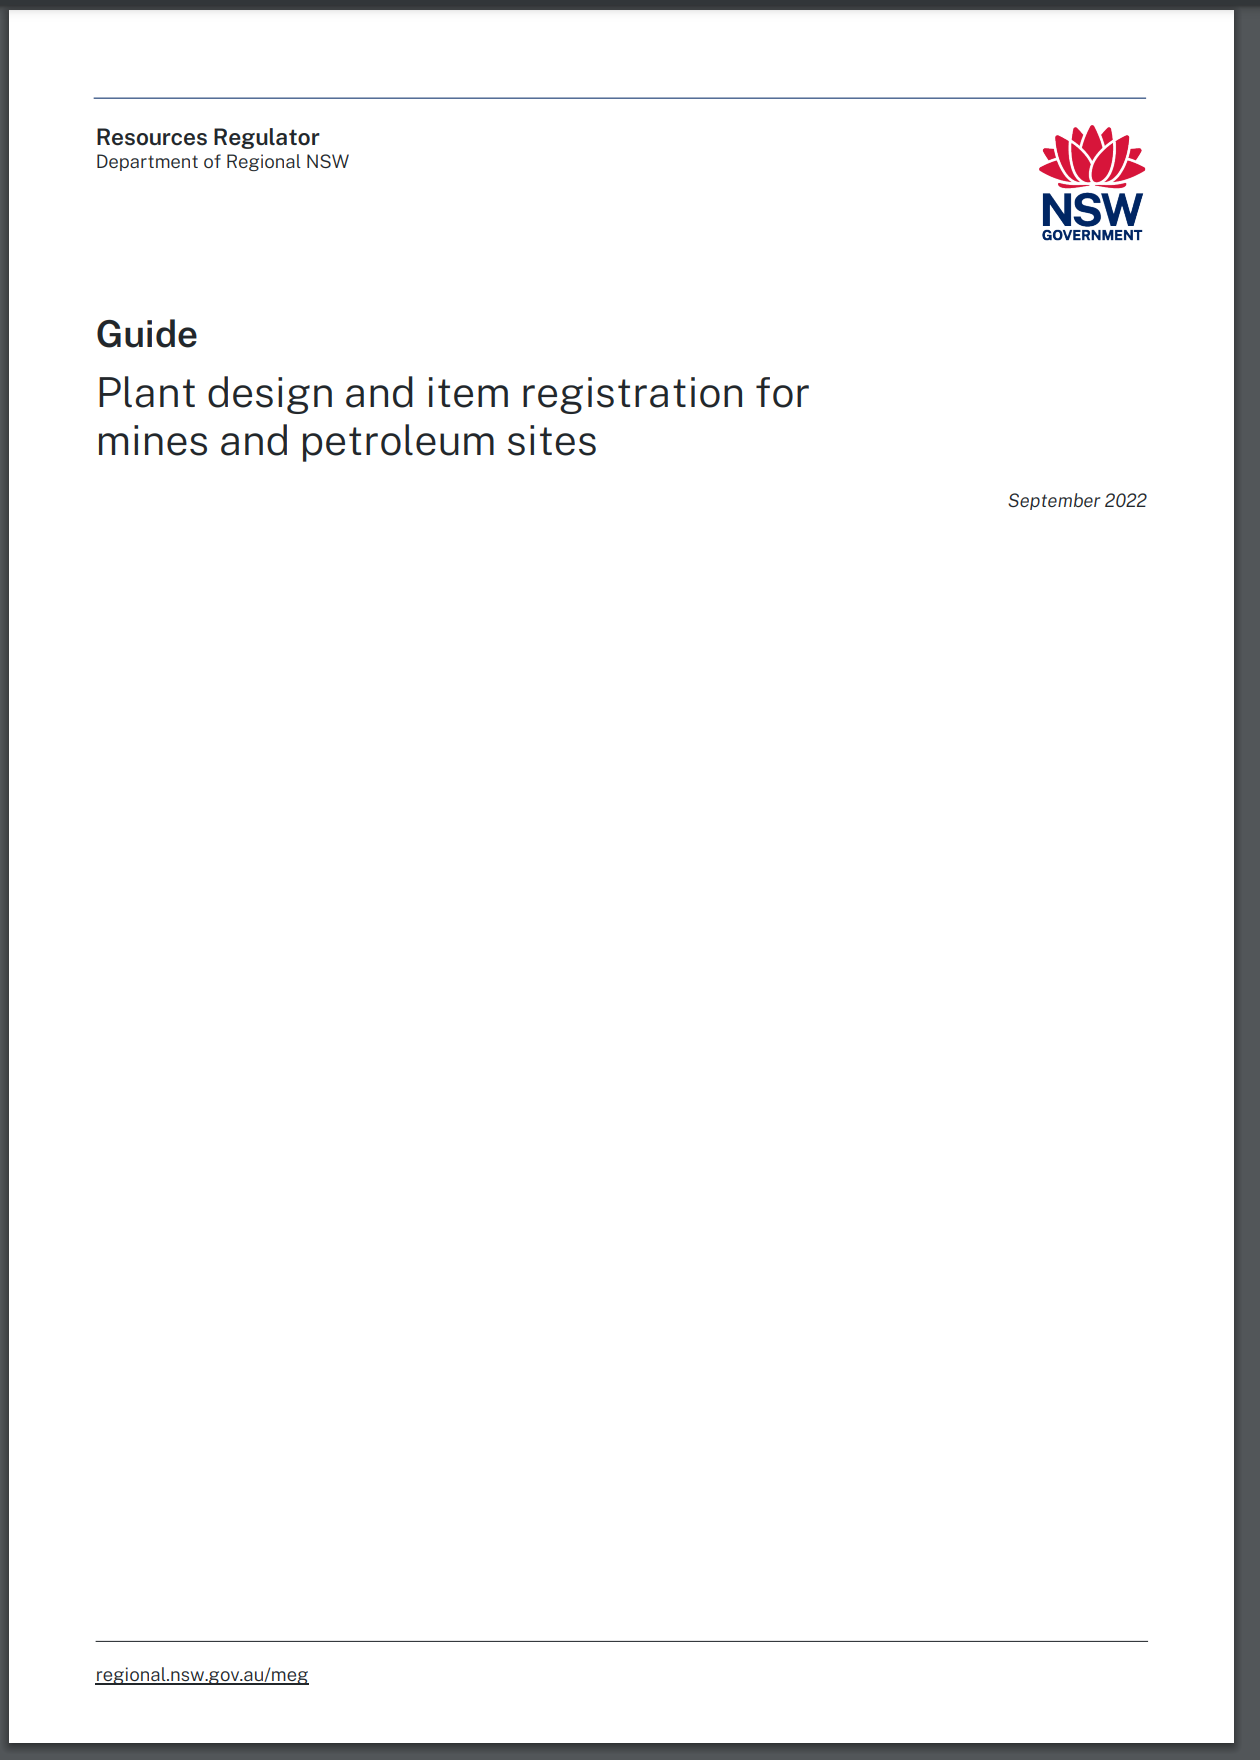 Resources Regulator
Department of Regional NSW
NSW
GOVERNMENT
Guide
Plant design and item registration for
mines and petroleum sites
September 2022
regional.nsw.gov.au/meg